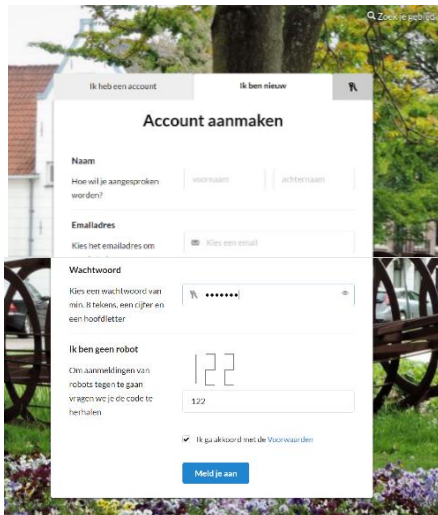 Zoek je gebied
Ik heb een account
Ik ben nieuw
Account aanmaken
Naam
Hoe wil je aangesproken
worden?
voornaam
achternaam
Emailadres
Kies het emailadres om
Kies een email
Wachtwoord
Kies een wachtwoord van
min. 8 tekens, een cijfer en
een hoofdletter
•••••••
Ik ben geen robot
Om aanmeldingen van
robots tegen te gaan
vragen we je de code te
herhalen
122
122
Ik ga akkoord met de Voorwaarden
Meld je aan